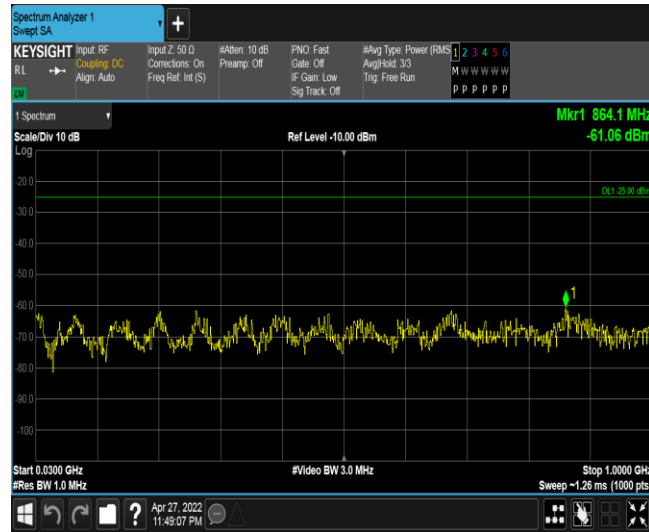 Spectrum Analyzer 1
Swept SA
+
KEYSIGHT Input: RF Input Z: 50 Ω #Atten: 10 dB PNO: Fast #Avg Type: Power (RMS 1 2 3 4 5 6
RL Coupling: DC Corrections: On Preamp: Off Gate: Off Avg|Hold: 3/3 M W W W W W
Align: Auto Freq Ref: Int (S) IF Gain: Low Trig: Free Run
Sig Track: Off P P P P P P
1 Spectrum Mkr1 864.1 MHz
Scale/Div 10 dB Ref Level -10.00 dBm -61.06 dBm
Log
-20.0
DL1 -25.00 dBm
-30.0
-40.0
-50.0
-60.0
1
-70.0
-80.0
-90.0
-100
Start 0.0300 GHz #Video BW 3.0 MHz Stop 1.0000 GHz
#Res BW 1.0 MHz Sweep ~1.26 ms (1000 pts
? Apr 27, 2022
11:49:07 PM